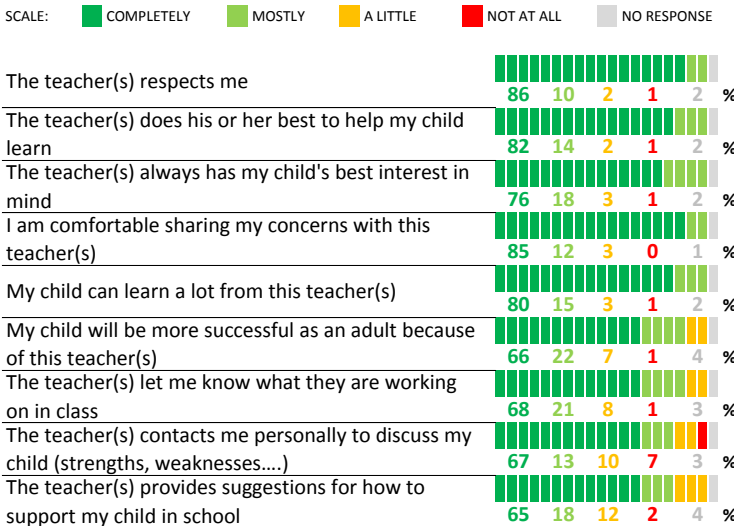 SCALE: COMPLETELY MOSTLY A LITTLE NOT AT ALL NO RESPONSE
The teacher(s) respects me
86 10 2 1 2 %
The teacher(s) does his or her best to help my child
learn
82 14 2 1 2 %
The teacher(s) always has my child's best interest in
mind
76 18 3 1 2 %
I am comfortable sharing my concerns with this
teacher(s)
85 12 3 0 1 %
My child can learn a lot from this teacher(s)
80 15 3 1 2 %
My child will be more successful as an adult because
of this teacher(s)
66 22 7 1 4 %
The teacher(s) let me know what they are working
on in class
68 21 8 1 3 %
The teacher(s) contacts me personally to discuss my
child (strengths, weaknesses....)
67 13 10 7 3 %
The teacher(s) provides suggestions for how to
support my child in school
65 18 12 2 4 %